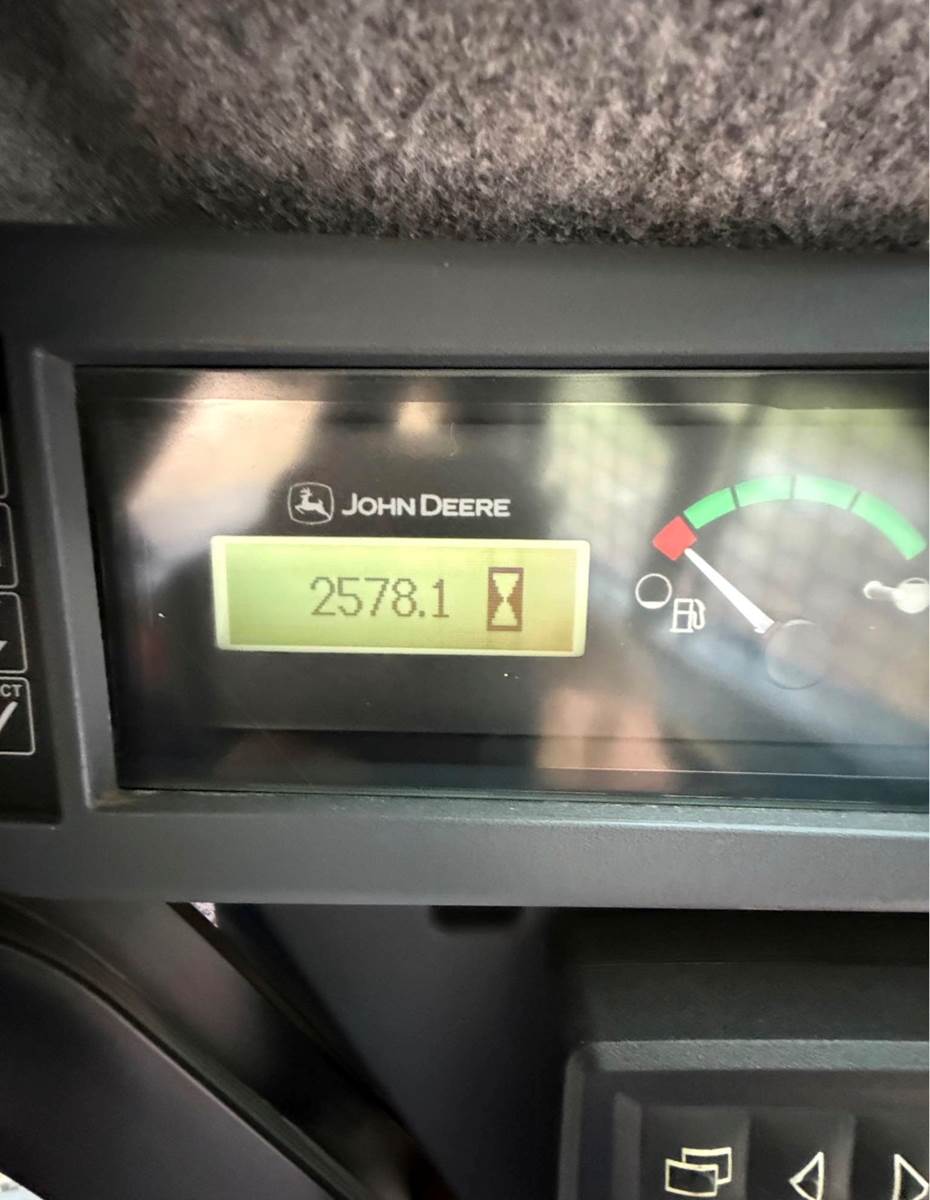 JOHN DEERE
2578.1
CT